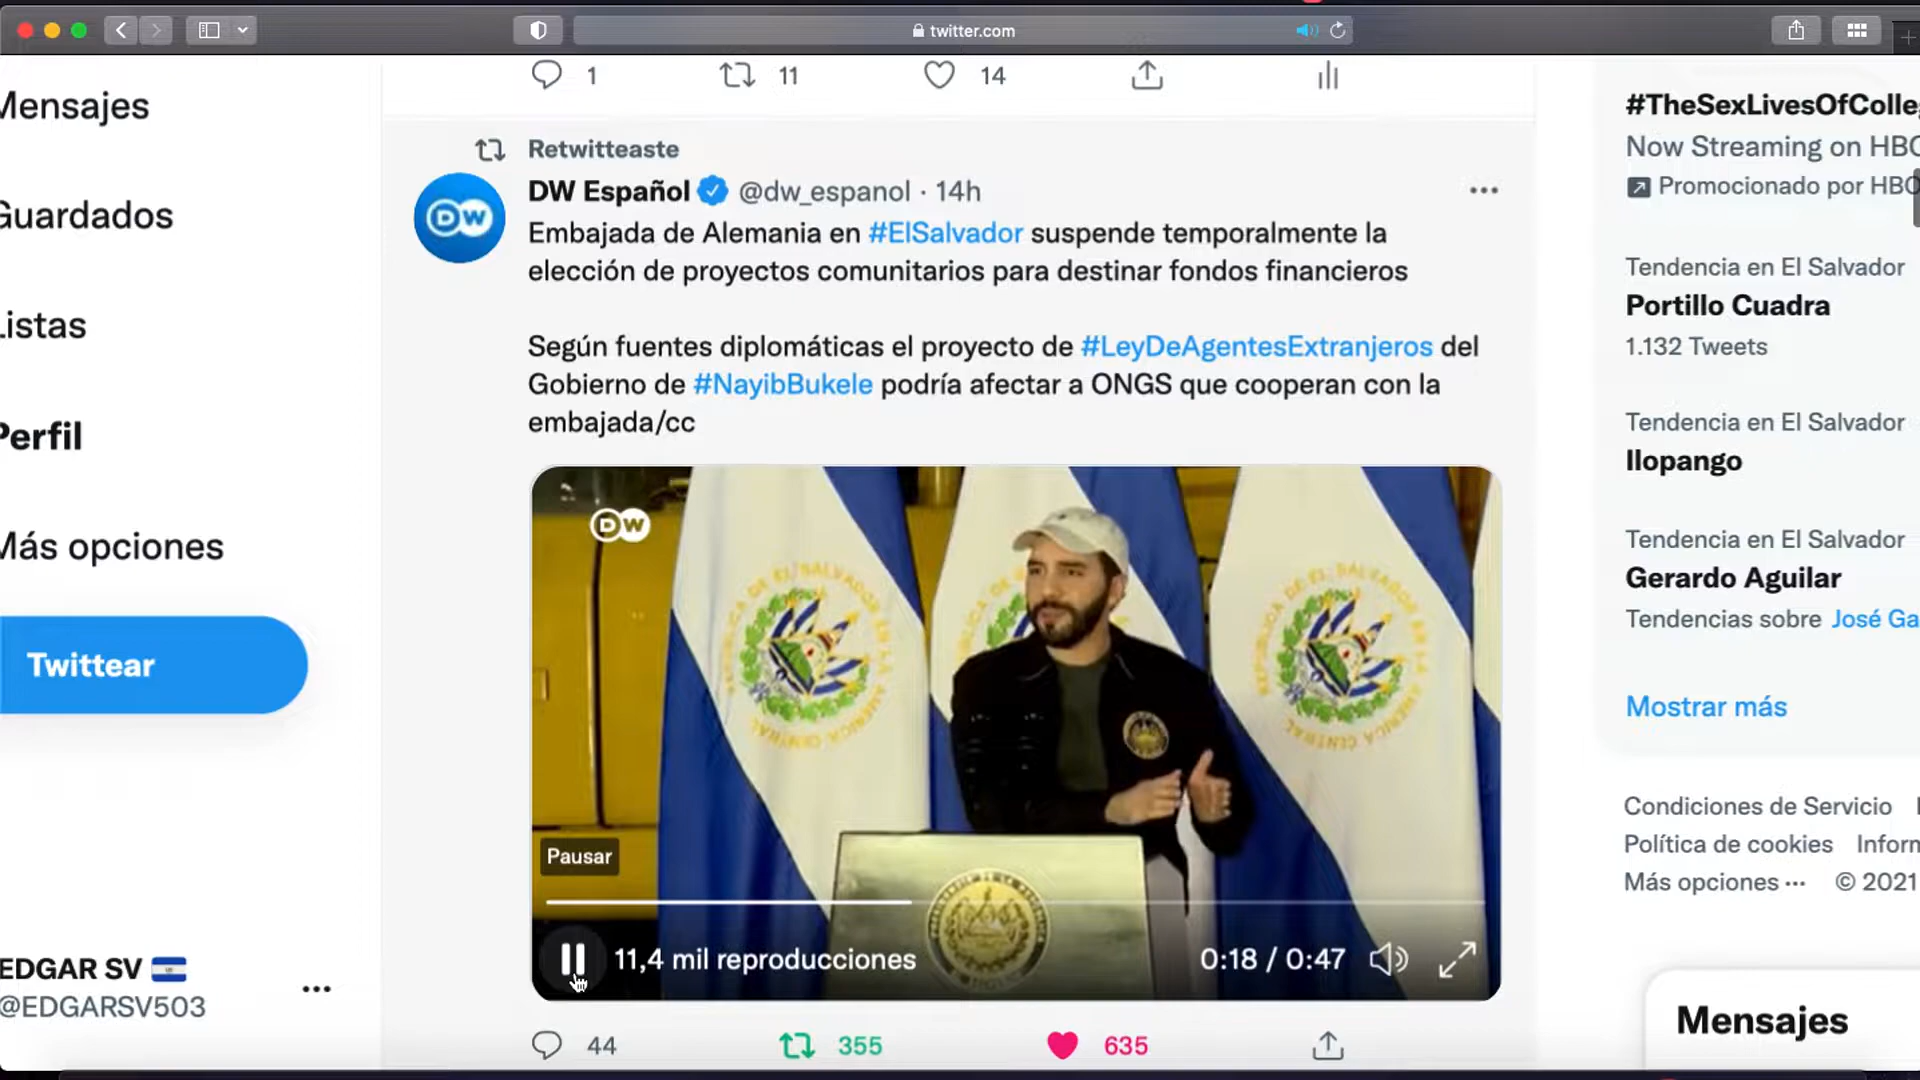 twitter.com
1
11
14
Mensajes
Guardados
Listas
Perfil
Más opciones
Twittear
EDGAR SV
@EDGARSV503
Retwitteaste
DW Español @dw_espanol · 14h
Embajada de Alemania en #ElSalvador suspende temporalmente la
elección de proyectos comunitarios para destinar fondos financieros
Según fuentes diplomáticas el proyecto de #LeyDeAgentesExtranjeros del
Gobierno de #NayibBukele podría afectar a ONGS que cooperan con la
embajada/cc
DW
DW
Pausar
11,4 mil reproducciones
0:18 / 0:47
44
355
635
#TheSexLivesOfColle
Now Streaming on HBO
Promocionado por HBO
Tendencia en El Salvador
Portillo Cuadra
1.132 Tweets
Tendencia en El Salvador
Ilopango
Tendencia en El Salvador
Gerardo Aguilar
Tendencias sobre José Ga
Mostrar más
Condiciones de Servicio
Política de cookies Inform
Más opciones ··· © 2021
Mensajes